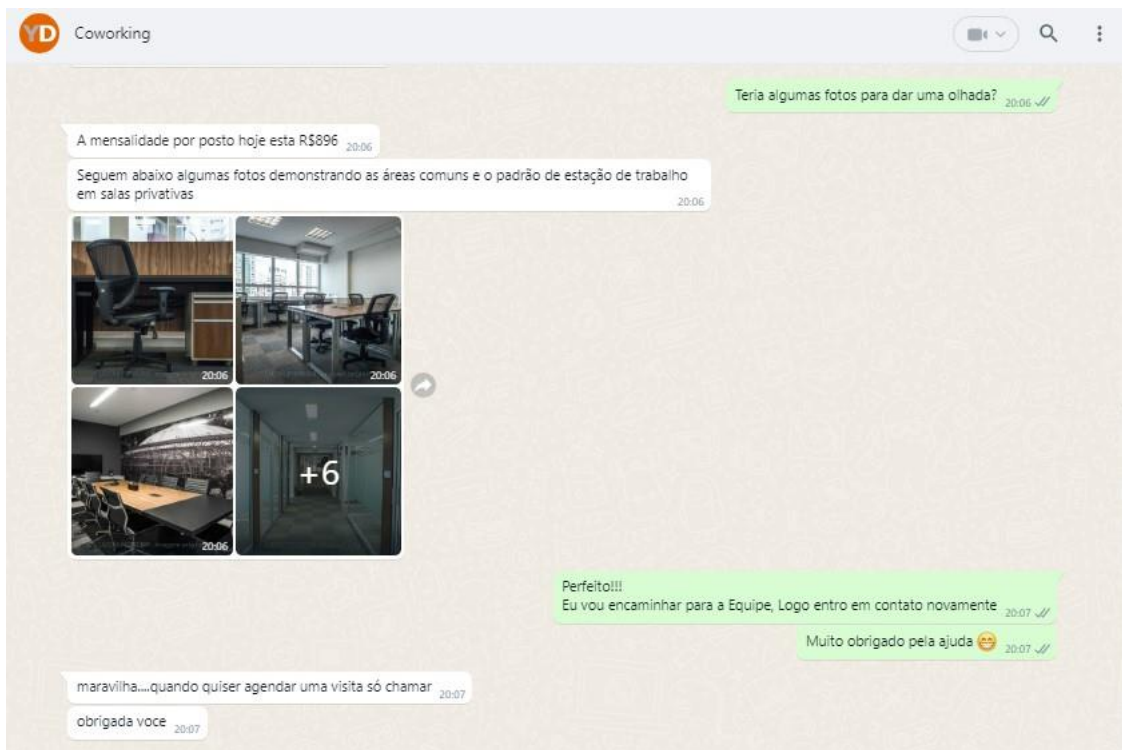 YD
Coworking
Teria algumas fotos para dar uma olhada? 20:06
A mensalidade por posto hoje esta R$896 20:06
Seguem abaixo algumas fotos demonstrando as áreas comuns e o padrão de estação de trabalho
em salas privativas
20:06
20:06
20:06
20:06
+6
Perfeito!!!
Eu vou encaminhar para a Equipe, Logo entro em contato novamente 20:07
Muito obrigado pela ajuda 😁 20:07
maravilha....quando quiser agendar uma visita só chamar 20:07
obrigada voce 20:07